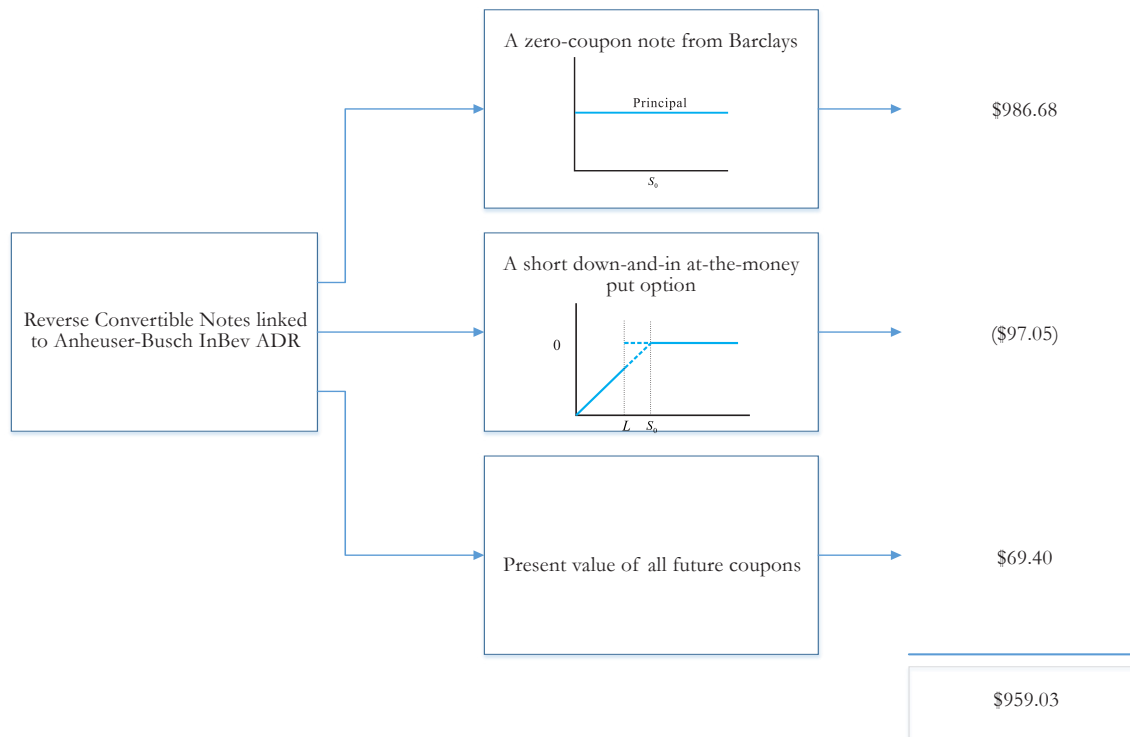 A zero-coupon note from Barclays
Principal
S₀
$986.68
Reverse Convertible Notes linked
to Anheuser-Busch InBev ADR
A short down-and-in at-the-money
put option
0
L S₀
($97.05)
Present value of all future coupons
$69.40
$959.03